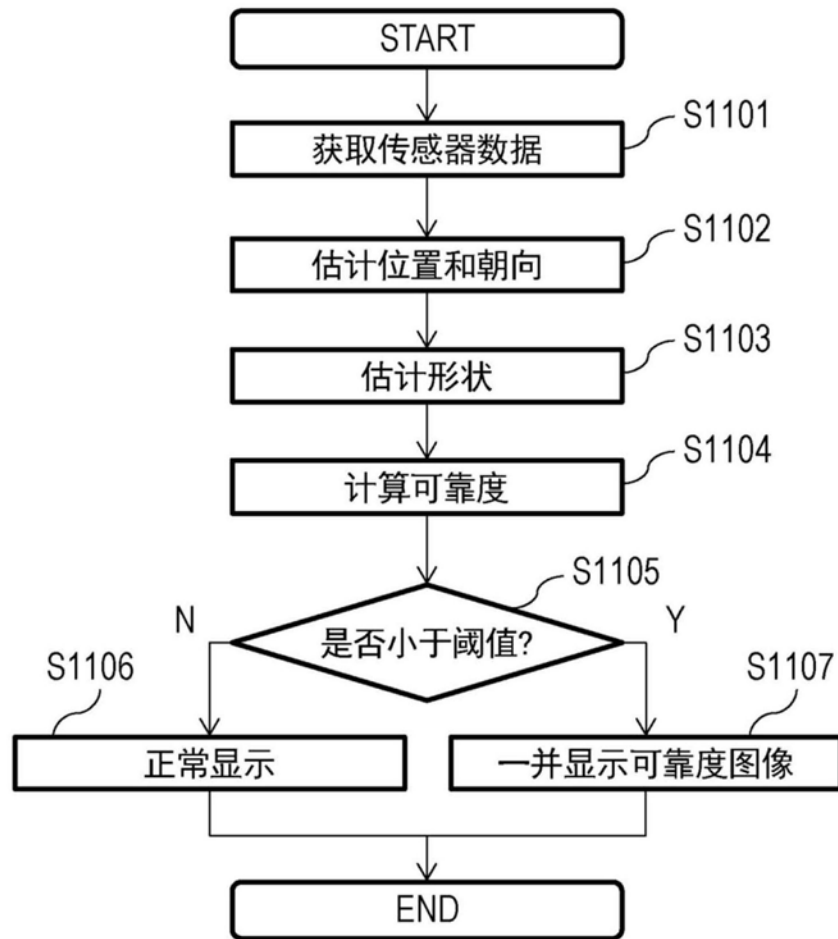 START
S1101
获取传感器数据
S1102
估计位置和朝向
S1103
估计形状
S1104
计算可靠度
S1105
是否小于阈值?
N
Y
S1106
S1107
正常显示
一并显示可靠度图像
END